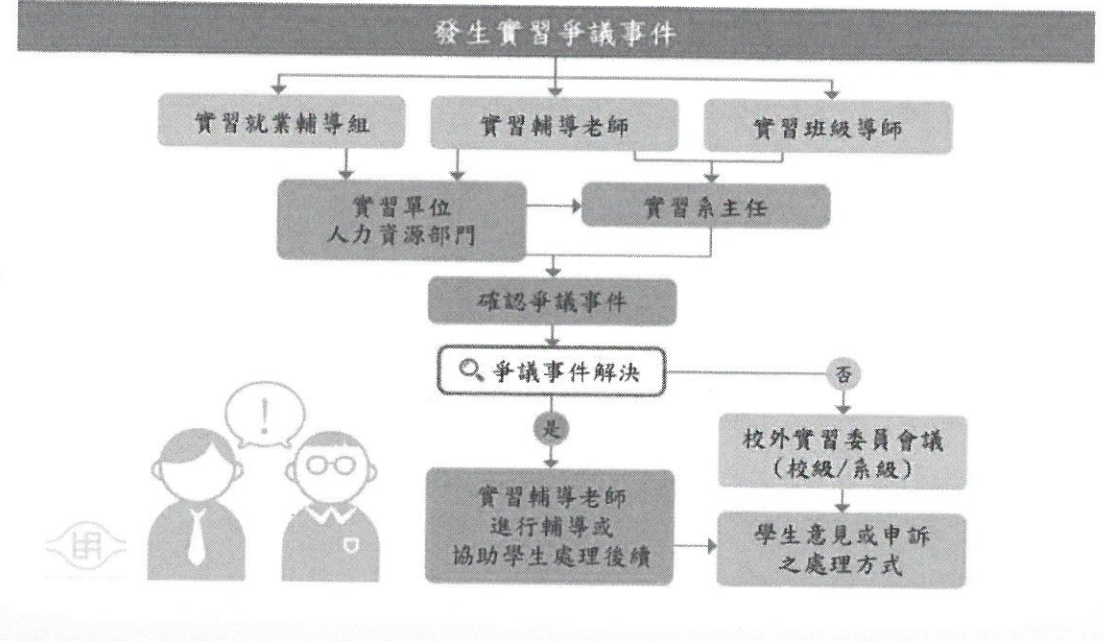 發生實習爭議事件
實習就業輔導組
實習輔導老師
實習班級導師
實習單位
人力資源部門
實習系主任
確認爭議事件
爭議事件解決
否
是
校外實習委員會議
(校級/系級)
實習輔導老師
進行輔導或
協助學生處理後續
學生意見或申訴
之處理方式
!